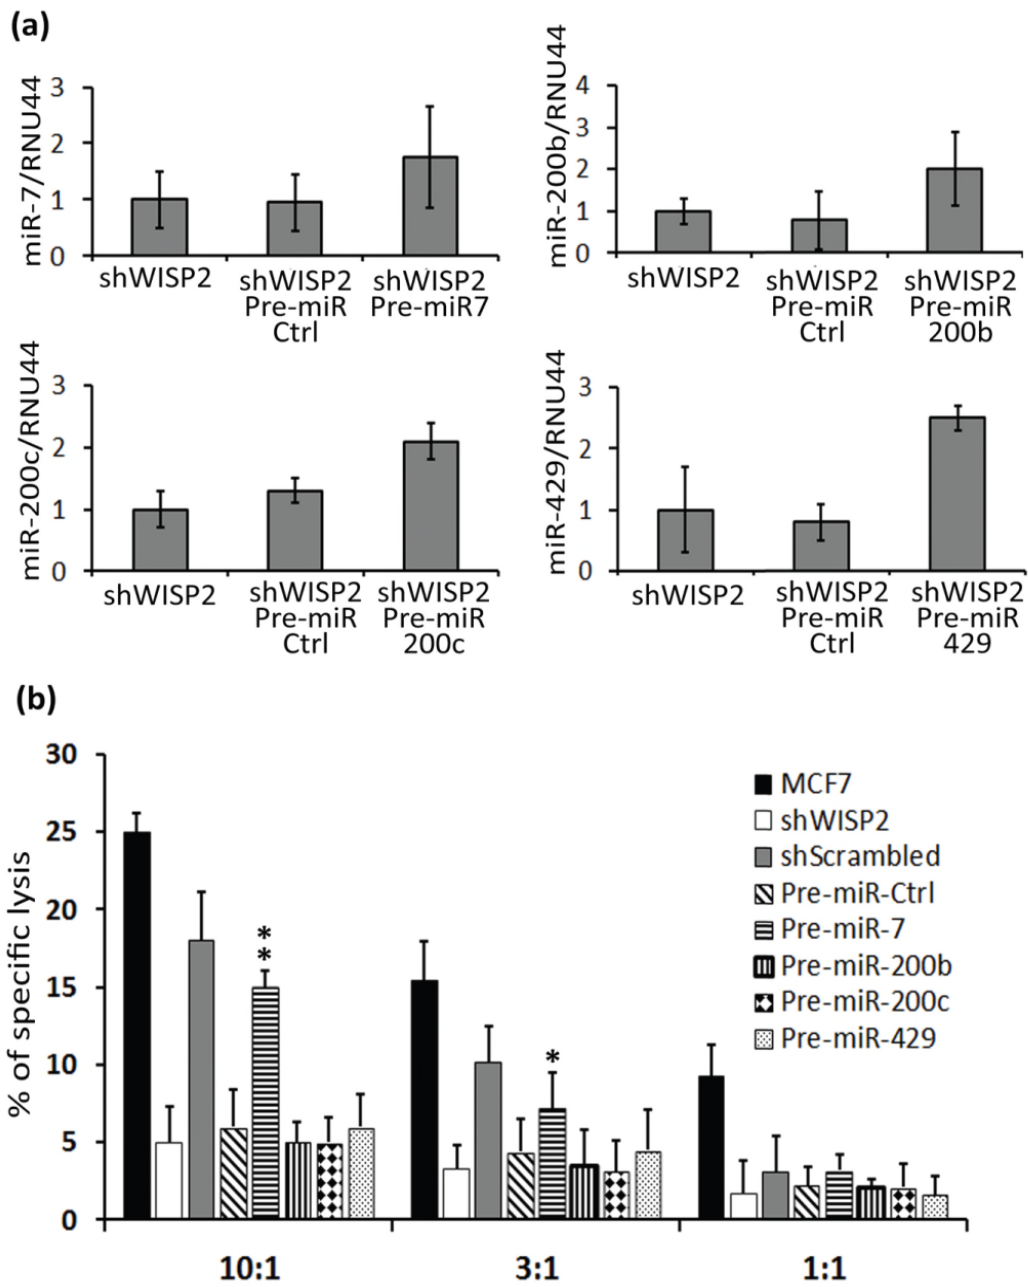 (a)
miR-7/RNU44
3
2
1
0
shWISP2
shWISP2
Pre-miR
Ctrl
shWISP2
Pre-miR7
miR-200b/RNU44
4
3
2
1
0
shWISP2
shWISP2
Pre-miR
Ctrl
shWISP2
Pre-miR
200b
miR-200c/RNU44
3
2
1
0
shWISP2
shWISP2
Pre-miR
Ctrl
shWISP2
Pre-miR
200c
miR-429/RNU44
3
2
1
0
shWISP2
shWISP2
Pre-miR
Ctrl
shWISP2
Pre-miR
429
(b)
% of specific lysis
30
25
20
15
10
5
0
*
*
*
MCF7
shWISP2
shScrambled
Pre-miR-Ctrl
Pre-miR-7
Pre-miR-200b
Pre-miR-200c
Pre-miR-429
10:1
3:1
1:1